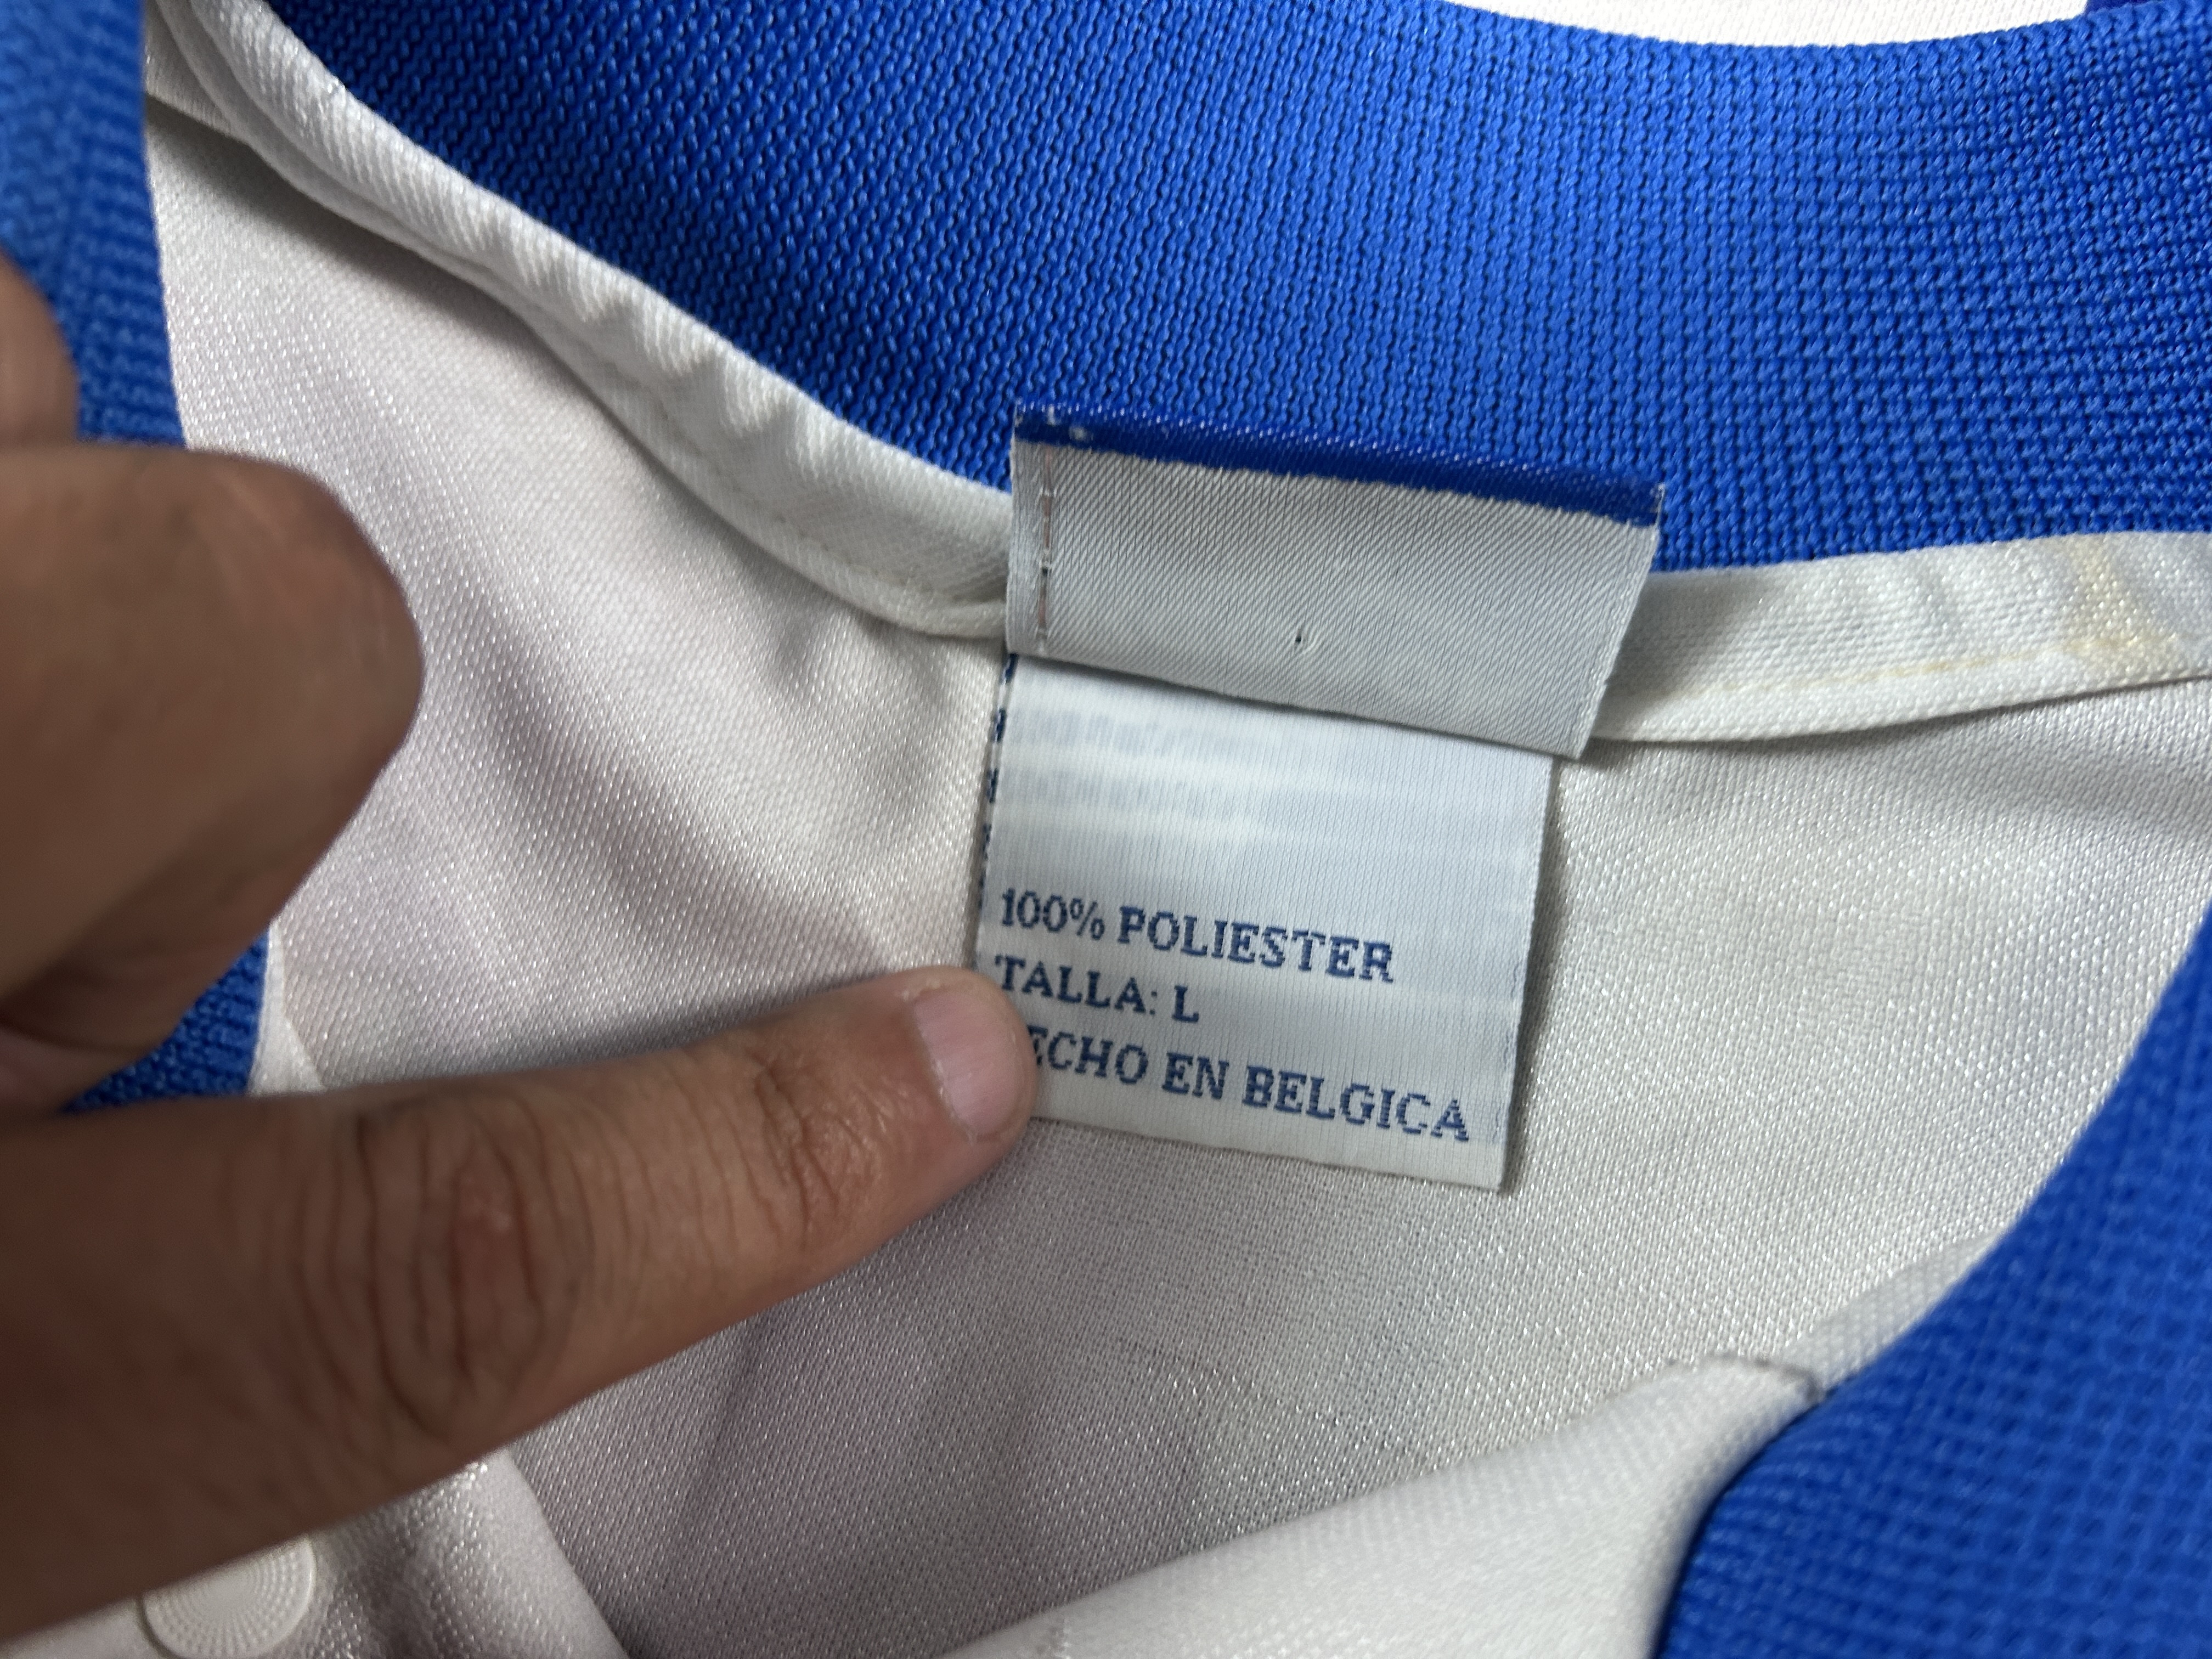 100% POLIESTER
TALLA: L
ECHO EN BELGICA